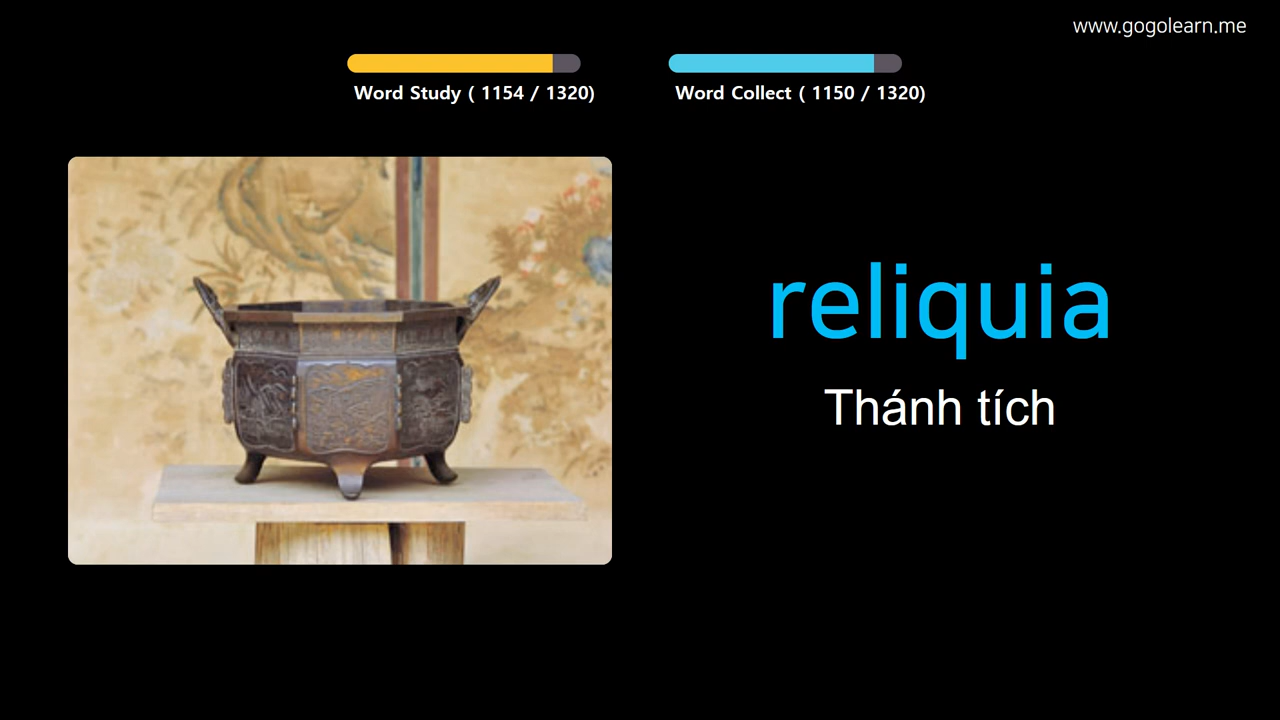 www.gogolearn.me
Word Study ( 1154 / 1320)
Word Collect ( 1150 / 1320)
reliquia
Thánh tích